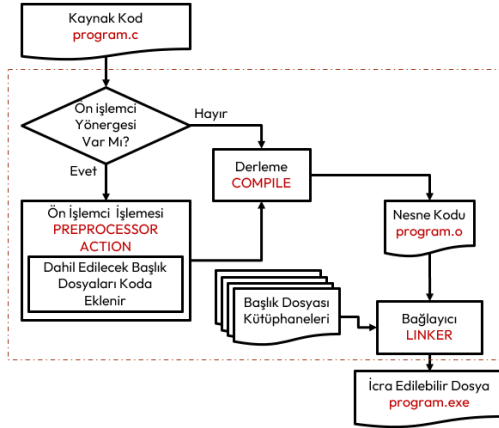 Kaynak Kod
program.c
Ön işlemci
Yönergesi
Var Mı?
Hayır
Evet
Derleme
COMPILE
Ön İşlemci İşlemesi
PREPROCESSOR
ACTION
Dahil Edilecek Başlık
Dosyaları Koda
Eklenir
Nesne Kodu
program.o
Başlık Dosyası
Kütüphaneleri
Bağlayıcı
LINKER
İcra Edilebilir Dosya
program.exe